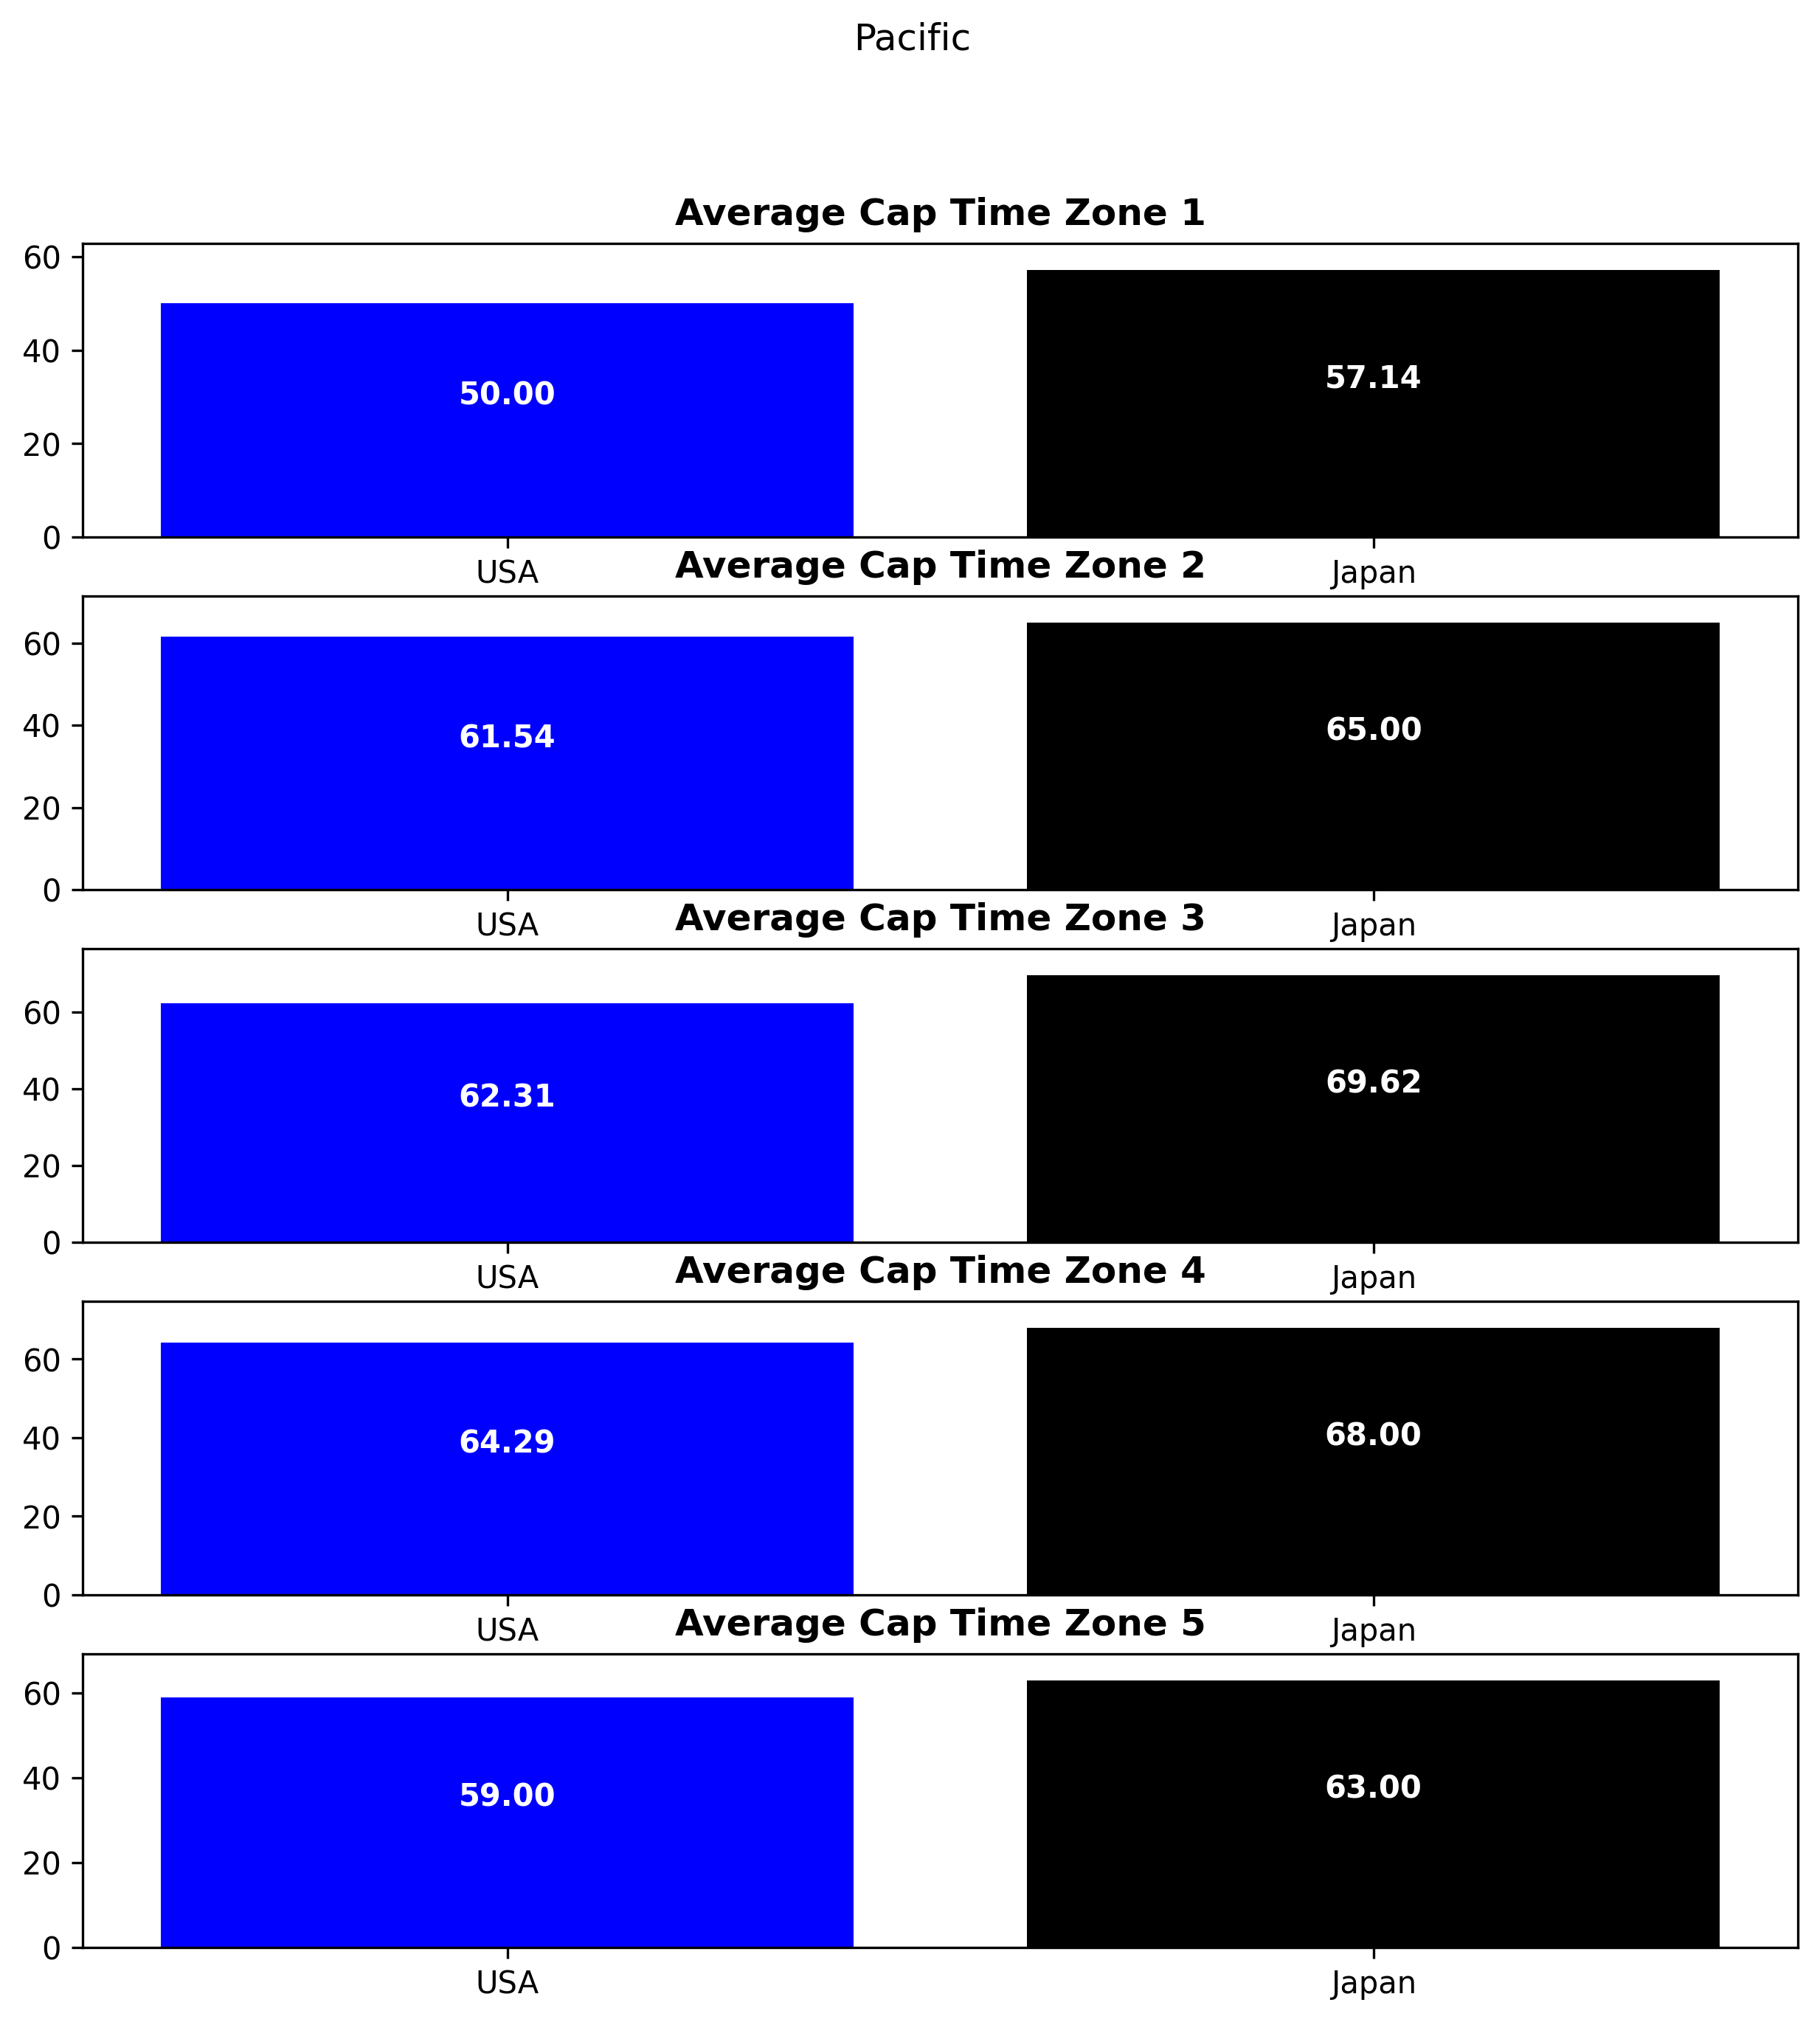 Pacific
Average Cap Time Zone 1
60
40
20
0
50.00
57.14
USA
Japan
Average Cap Time Zone 2
60
40
20
0
61.54
65.00
USA
Japan
Average Cap Time Zone 3
60
40
20
0
62.31
69.62
USA
Japan
Average Cap Time Zone 4
60
40
20
0
64.29
68.00
USA
Japan
Average Cap Time Zone 5
60
40
20
0
59.00
63.00
USA
Japan